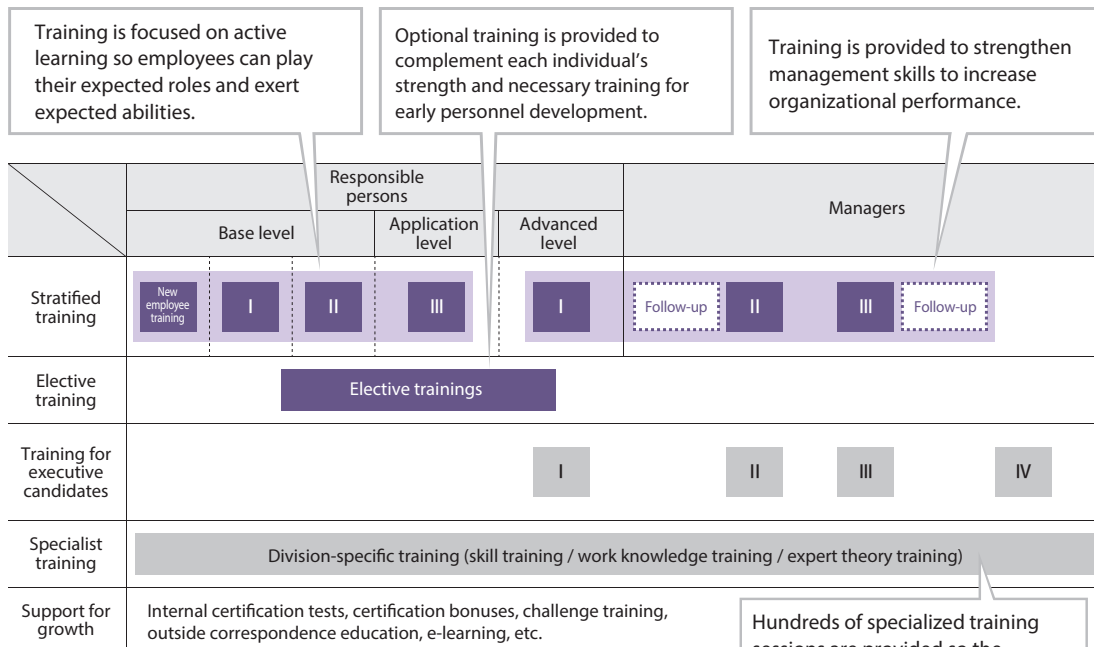 Training is focused on active
learning so employees can play
their expected roles and exert
expected abilities.
Optional training is provided to
complement each individual's
strength and necessary training for
early personnel development.
Training is provided to strengthen
management skills to increase
organizational performance.
Responsible
persons
Managers
Base level
Application
level
Advanced
level
Stratified
training
New
employee
training
I
II
III
I
Follow-up
II
III
Follow-up
Elective
training
Elective trainings
Training for
executive
candidates
I
II
III
IV
Specialist
training
Division-specific training (skill training / work knowledge training / expert theory training)
Support for
growth
Internal certification tests, certification bonuses, challenge training,
outside correspondence education, e-learning, etc.
Hundreds of specialized training
sessions are provided so the